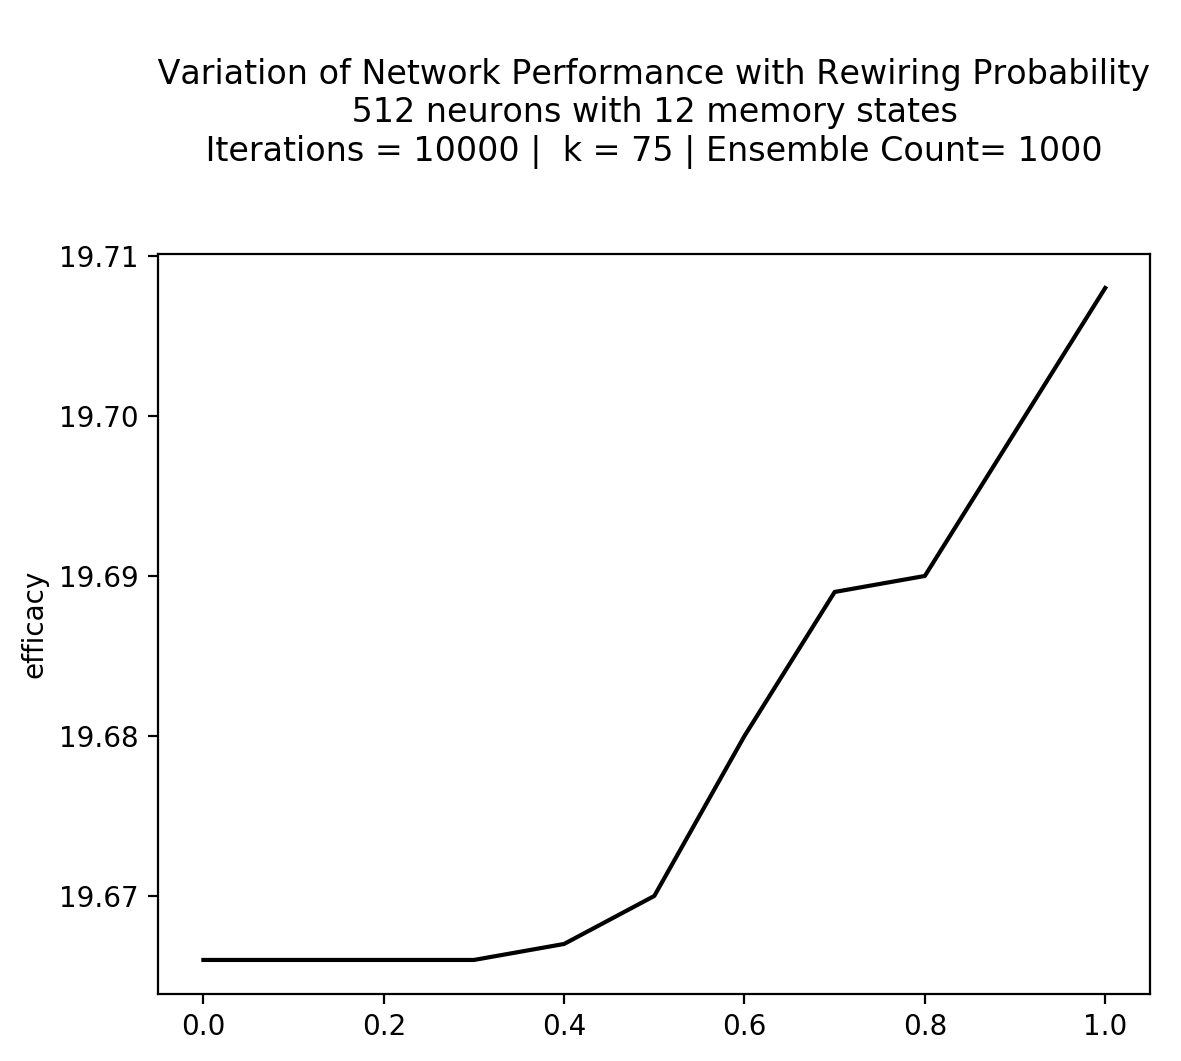 Variation of Network Performance with Rewiring Probability
512 neurons with 12 memory states
Iterations = 10000 |  k = 75 | Ensemble Count= 1000
19.71
19.70
19.69
19.68
19.67
efficacy
0.0 0.2 0.4 0.6 0.8 1.0